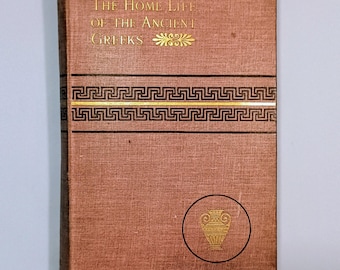 The Home Life
of the Ancient
Greeks